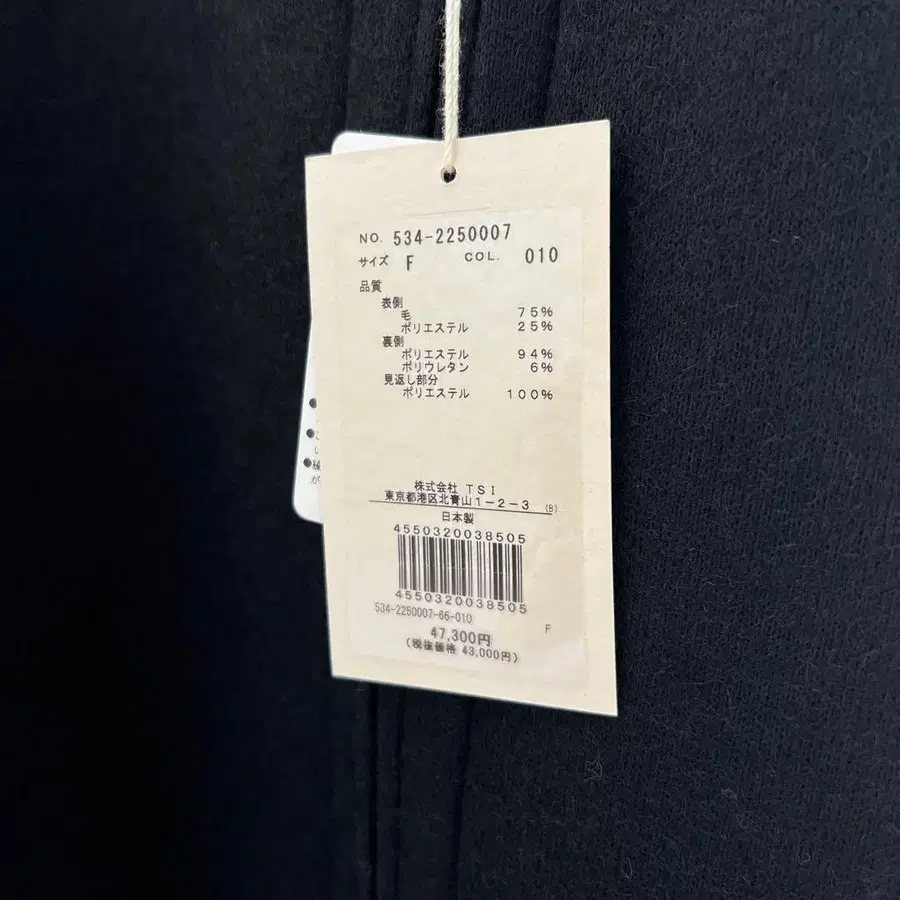 NO. 534-2250007
サイズ F COL. 010
品質
表側
毛 75%
ポリエステル 25%
裏側
ポリエステル 94%
ポリウレタン 6%
見返し部分
ポリエステル 100%
株式会社 TSI
東京都港区北青山1-2-3 (B)
日本製
4550320038505
4550320038505
534-2250007-66-010
F
47,300円
(税抜価格 43,000円)